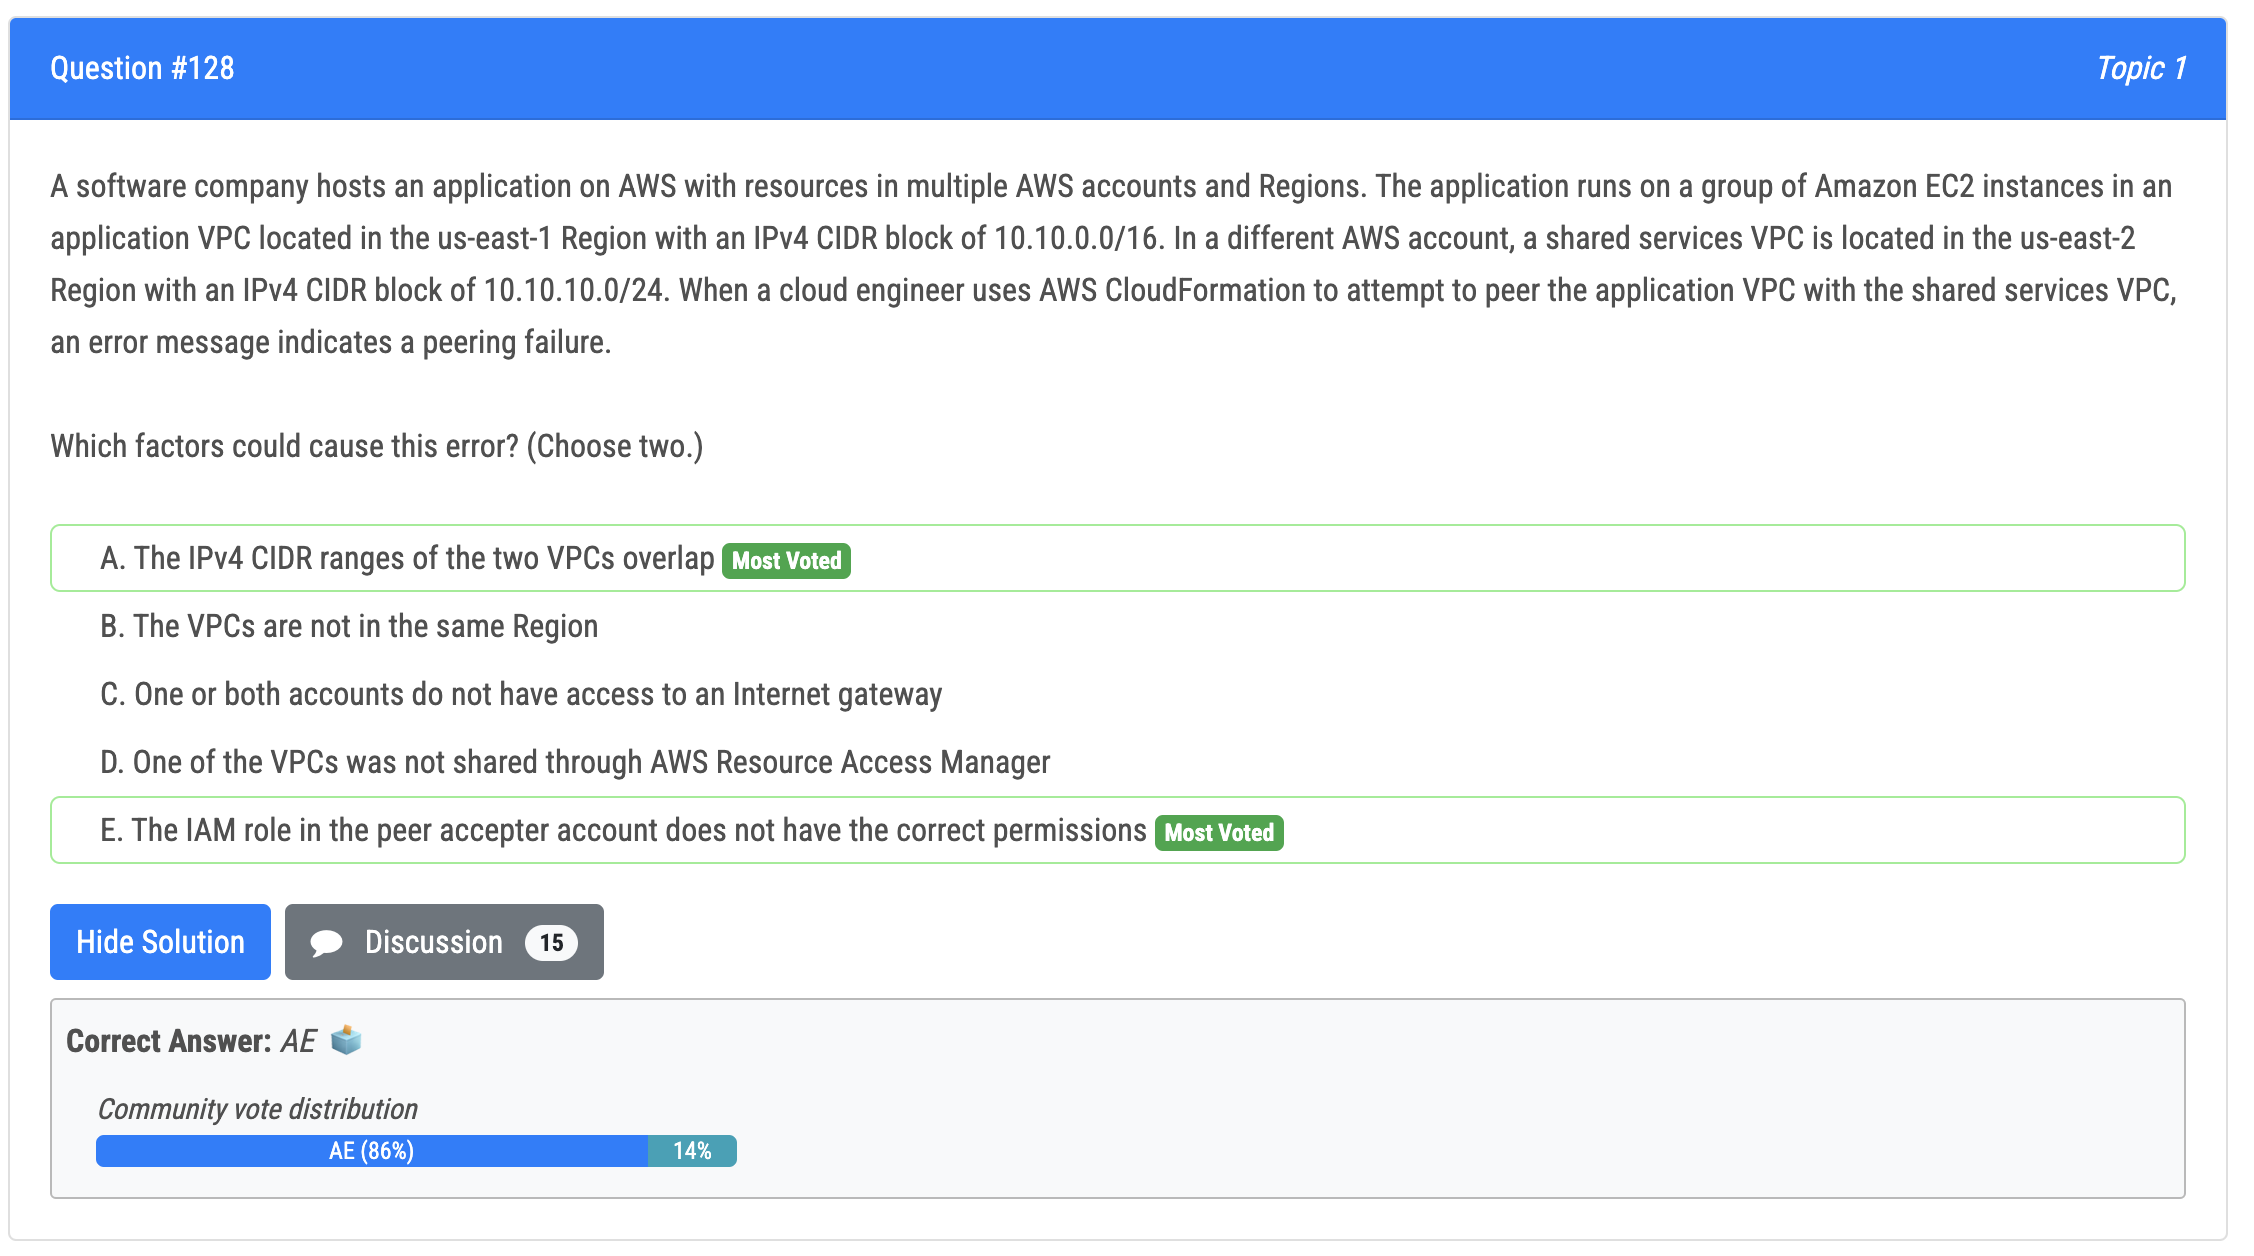 Question #128
Topic 1
A software company hosts an application on AWS with resources in multiple AWS accounts and Regions. The application runs on a group of Amazon EC2 instances in an
application VPC located in the us-east-1 Region with an IPv4 CIDR block of 10.10.0.0/16. In a different AWS account, a shared services VPC is located in the us-east-2
Region with an IPv4 CIDR block of 10.10.10.0/24. When a cloud engineer uses AWS CloudFormation to attempt to peer the application VPC with the shared services VPC,
an error message indicates a peering failure.
Which factors could cause this error? (Choose two.)
A. The IPv4 CIDR ranges of the two VPCs overlap Most Voted
B. The VPCs are not in the same Region
C. One or both accounts do not have access to an Internet gateway
D. One of the VPCs was not shared through AWS Resource Access Manager
E. The IAM role in the peer accepter account does not have the correct permissions Most Voted
Hide Solution
Discussion 15
Correct Answer: AE
Community vote distribution
AE (86%) 14%